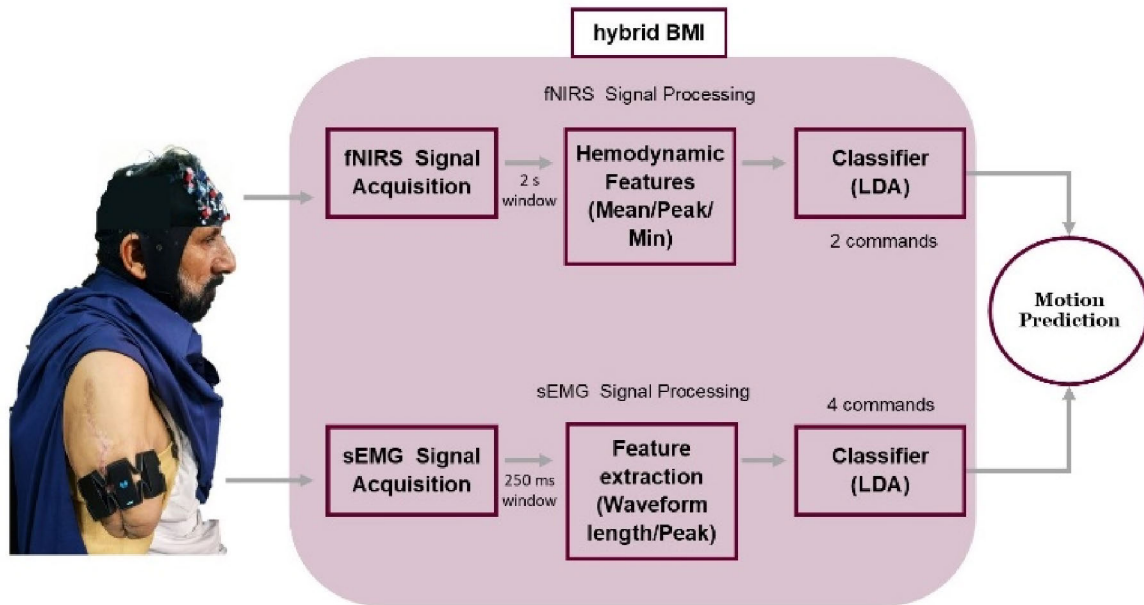 hybrid BMI
fNIRS Signal Processing
fNIRS Signal
Acquisition
2 s
window
Hemodynamic
Features
(Mean/Peak/
Min)
Classifier
(LDA)
2 commands
Motion
Prediction
sEMG Signal Processing
4 commands
sEMG Signal
Acquisition
250 ms
window
Feature
extraction
(Waveform
length/Peak)
Classifier
(LDA)